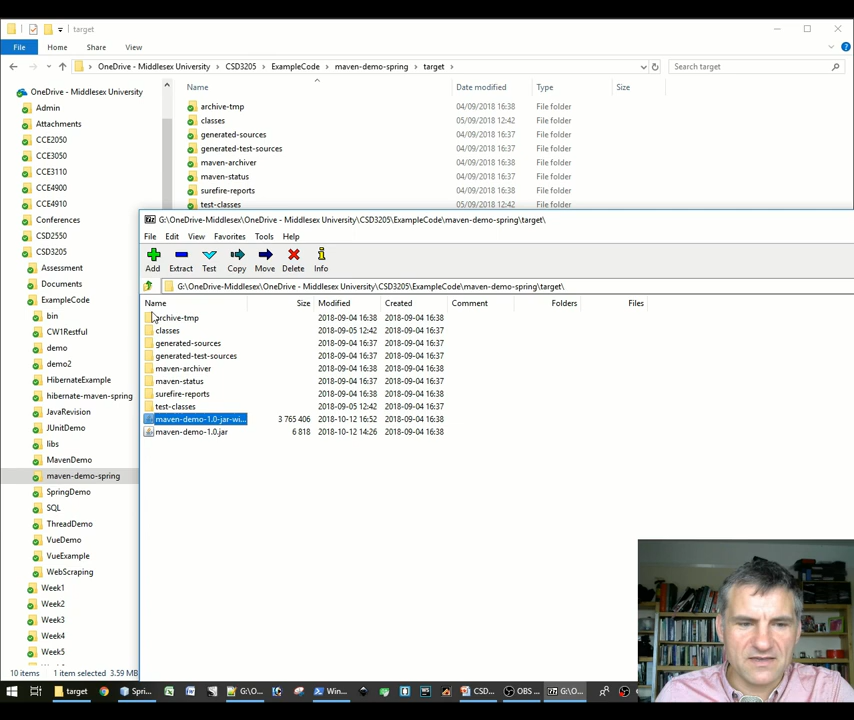 target
File Home Share View
OneDrive - Middlesex University CSD3205 ExampleCode maven-demo-spring target
Search target
OneDrive - Middlesex University
Admin
Attachments
CCE2050
CCE3050
CCE3110
CCE4900
CCE4910
Conferences
CSD2550
CSD3205
Assessment
Documents
ExampleCode
bin
CW1Restful
demo
demo2
HibernateExample
hibernate-maven-spring
JavaRevision
JUnitDemo
libs
MavenDemo
maven-demo-spring
SpringDemo
SQL
ThreadDemo
VueDemo
VueExample
WebScraping
Week1
Week2
Week3
Week4
Week5
Name Date modified Type Size
archive-tmp 04/09/2018 16:38 File folder
classes 05/09/2018 12:42 File folder
generated-sources 04/09/2018 16:37 File folder
generated-test-sources 04/09/2018 16:37 File folder
maven-archiver 04/09/2018 16:38 File folder
maven-status 04/09/2018 16:37 File folder
surefire-reports 04/09/2018 16:38 File folder
test-classes 05/09/2018 12:42 File folder
G:\OneDrive-Middlesex\OneDrive - Middlesex University\CSD3205\ExampleCode\maven-demo-spring\target\
File Edit View Favorites Tools Help
Add Extract Test Copy Move Delete Info
G:\OneDrive-Middlesex\OneDrive - Middlesex University\CSD3205\ExampleCode\maven-demo-spring\target\
Name Size Modified Created Comment Folders Files
archive-tmp 2018-09-04 16:38 2018-09-04 16:38
classes 2018-09-05 12:42 2018-09-04 16:37
generated-sources 2018-09-04 16:37 2018-09-04 16:37
generated-test-sources 2018-09-04 16:37 2018-09-04 16:37
maven-archiver 2018-09-04 16:38 2018-09-04 16:38
maven-status 2018-09-04 16:37 2018-09-04 16:37
surefire-reports 2018-09-04 16:38 2018-09-04 16:38
test-classes 2018-09-05 12:42 2018-09-04 16:37
maven-demo-1.0-jar-wi... 3 765 406 2018-10-12 16:52 2018-09-04 16:38
maven-demo-1.0.jar 6 818 2018-10-12 14:26 2018-09-04 16:38
10 items 1 item selected 3.59 MB
target Spri... G:\O... Win... CSD... OBS ... G:\O...